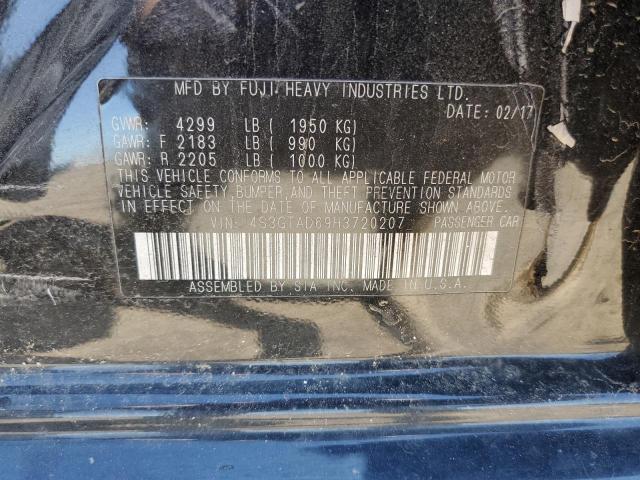 MFD BY FUJI HEAVY INDUSTRIES LTD.
DATE: 02/17
GVWR: 4299 LB ( 1950 KG)
GAWR: F 2183 LB ( 990 KG)
GAWR: R 2205 LB ( 1000 KG)
THIS VEHICLE CONFORMS TO ALL APPLICABLE FEDERAL MOTOR
VEHICLE SAFETY, BUMPER, AND THEFT PREVENTION STANDARDS
IN EFFECT ON THE DATE OF MANUFACTURE SHOWN ABOVE.
VIN: 4S3GTAD69H3720207 PASSENGER CAR
ASSEMBLED BY SIA INC. MADE IN U.S.A.